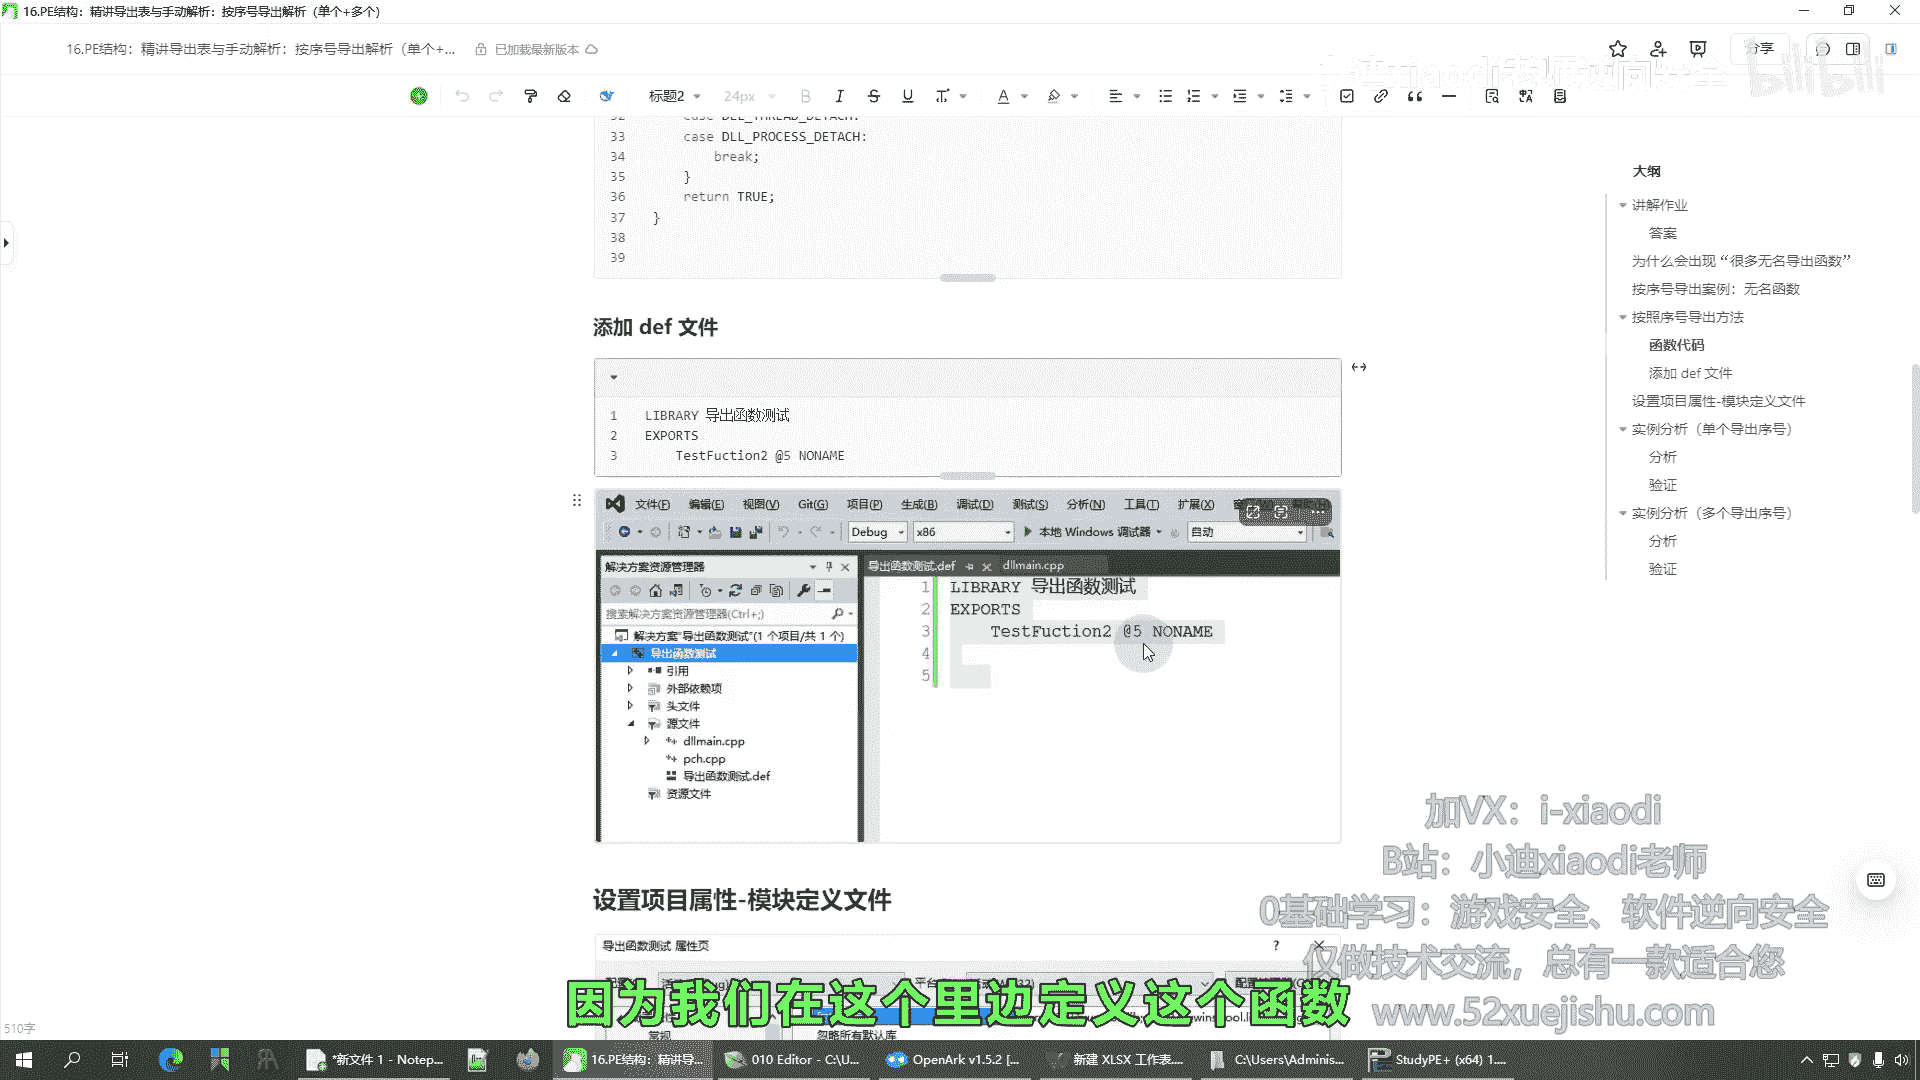 16.PE结构：精讲导出表与手动解析：按序号导出解析（单个+多个）
16.PE结构：精讲导出表与手动解析：按序号导出解析（单个+...
已加载最新版本
分享
bilibili
标题2
24px
33 case DLL_PROCESS_DETACH:
34 break;
35 }
36 return TRUE;
37 }
38
39
添加 def 文件
1 LIBRARY 导出函数测试
2 EXPORTS
3 TestFuction2 @5 NONAME
文件(F) 编辑(E) 视图(V) Git(G) 项目(P) 生成(B) 调试(D) 测试(S) 分析(N) 工具(T) 扩展(X)
Debug x86 本地 Windows 调试器 自动
解决方案资源管理器
导出函数测试.def dllmain.cpp
搜索解决方案资源管理器(Ctrl+;)
解决方案"导出函数测试"(1 个项目/共 1 个)
导出函数测试
引用
外部依赖项
头文件
源文件
dllmain.cpp
pch.cpp
导出函数测试.def
资源文件
1 LIBRARY 导出函数测试
2 EXPORTS
3 TestFuction2 @5 NONAME
4
5
设置项目属性-模块定义文件
导出函数测试 属性页
常规
忽略所有默认库
大纲
讲解作业
答案
为什么会出现“很多无名导出函数”
按序号导出案例：无名函数
按照序号导出方法
函数代码
添加 def 文件
设置项目属性-模块定义文件
实例分析（单个导出序号）
分析
验证
实例分析（多个导出序号）
分析
验证
加VX：i-xiaodi
B站：小迪xiaodi老师
0基础学习：游戏安全、软件逆向安全
仅做技术交流，总有一款适合您
www.52xuejishu.com
因为我们在这个里边定义这个函数
510字
*新文件 1 - Notep...
16.PE结构：精讲导...
010 Editor - C:\U...
OpenArk v1.5.2 [...
新建 XLSX 工作表....
C:\Users\Adminis...
StudyPE+ (x64) 1....